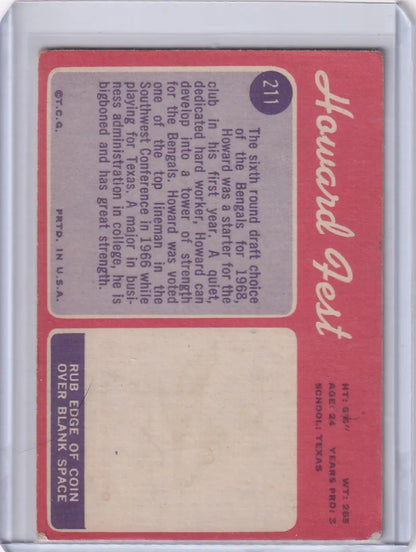 Howard Fest
HT: 6'6" WT: 265
AGE: 24 YEARS PRO: 3
SCHOOL: TEXAS
211
The sixth round draft choice
of the Bengals for 1968,
Howard was a starter for the
club in his first year. A quiet,
dedicated hard worker, Howard can
develop into a tower of strength
for the Bengals. Howard was voted
one of the top lineman in the
Southwest Conference in 1966 while
playing for Texas. A major in busi-
ness administration in college, he is
bigboned and has great strength.
©T.C.G. PRTD. IN U.S.A.
RUB EDGE OF COIN
OVER BLANK SPACE